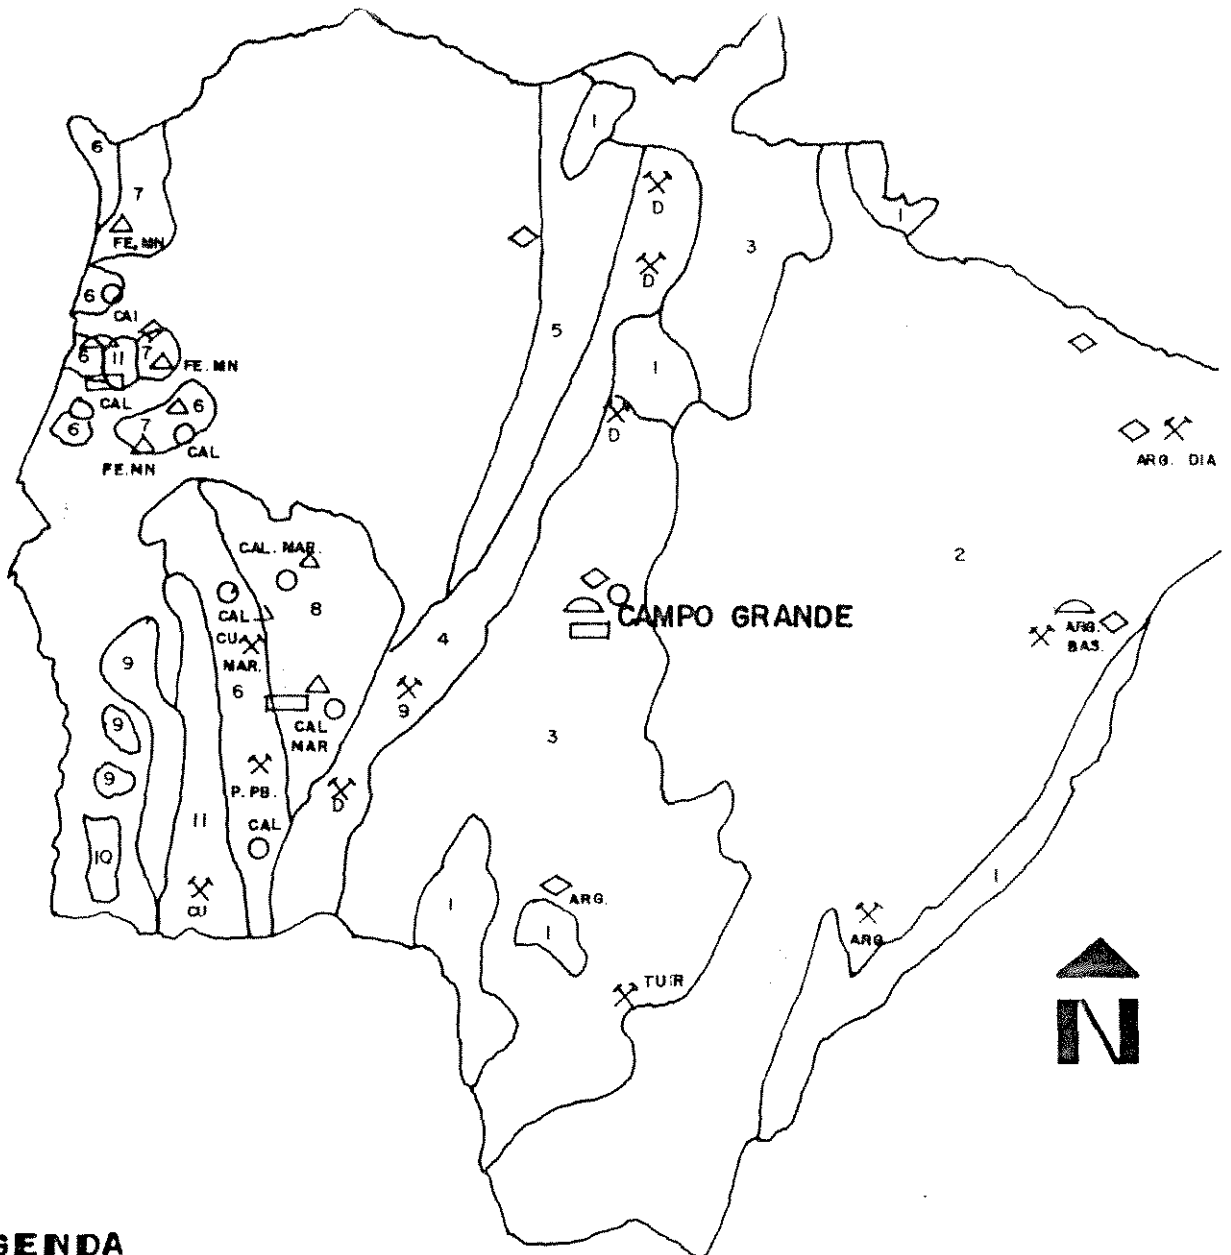 1
6
7
D
1
FE, MN
3
D
6
CAI
5
6
11
7
FE. MN
1
CAL
6
7
6
D
FE.MN
CAL
ARG. DIA
CAL. MAR.
2
8
CAL.
CAMPO GRANDE
CU
4
ARG.
BAS.
MAR.
9
6
9
9
CAL
MAR
3
9
P. PB.
D
11
CAL
10
1
CU
ARG.
1
ARG
1
TUR
N
GENDA